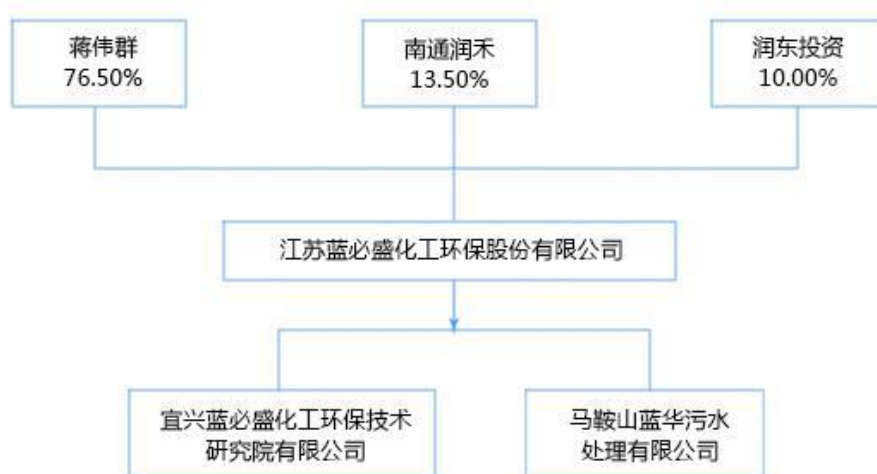 蒋伟群
76.50%
南通润禾
13.50%
润东投资
10.00%
江苏蓝必盛化工环保股份有限公司
宜兴蓝必盛化工环保技术
研究院有限公司
马鞍山蓝华污水
处理有限公司